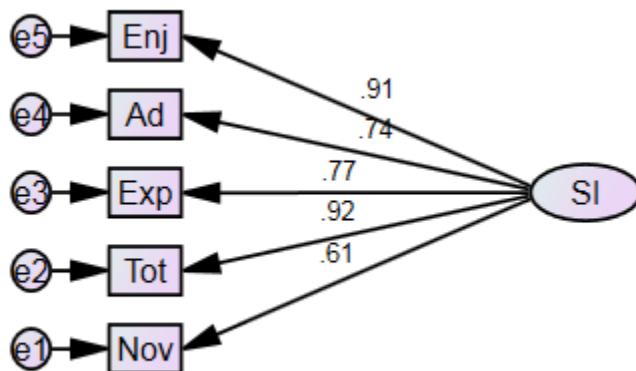 e5 Enj
.91
e4 Ad
.74
e3 Exp
.77
SI
.92
e2 Tot
.61
e1 Nov